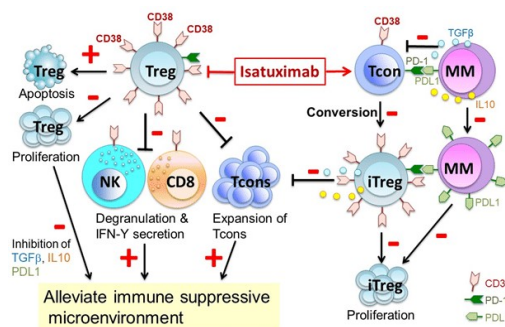 CD38
CD38
CD38
CD38
CD38
TGFβ
Treg
Treg
Isatuximab
Tcon
PD-1
PDL1
MM
IL10
Apoptosis
Treg
Conversion
Proliferation
NK
CD8
Tcons
iTreg
MM
PDL1
Degranulation &
IFN-Y secretion
Expansion of
Tcons
Inhibition of
TGFβ, IL10
PDL1
iTreg
Proliferation
Alleviate immune suppressive
microenvironment
CD3
PD-1
PDL